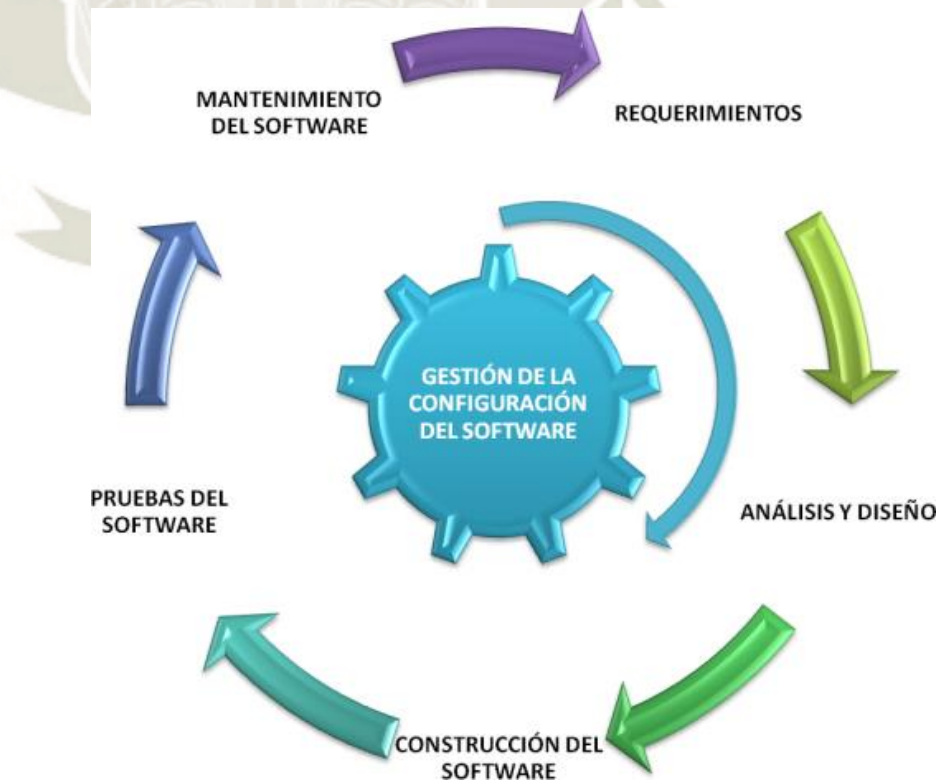 MANTENIMIENTO
DEL SOFTWARE
REQUERIMIENTOS
GESTIÓN DE LA
CONFIGURACIÓN
DEL SOFTWARE
PRUEBAS DEL
SOFTWARE
ANÁLISIS Y DISEÑO
CONSTRUCCIÓN DEL
SOFTWARE